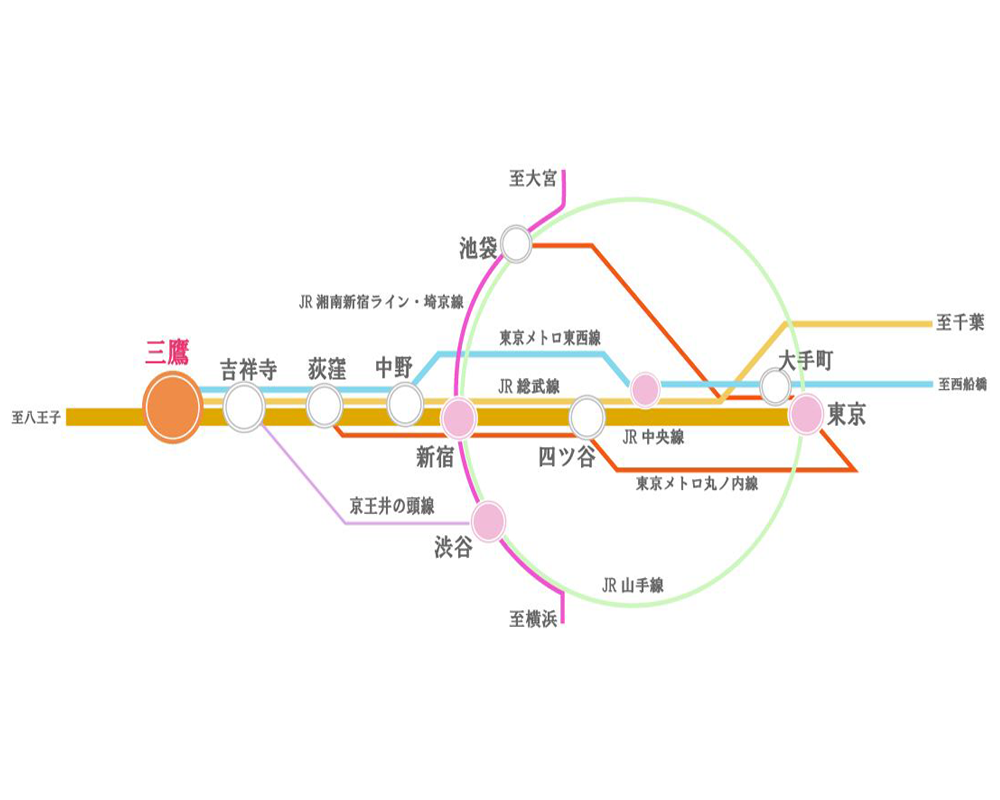 至大宮
池袋
JR 湘南新宿ライン・埼京線
至千葉
東京メトロ東西線
三鷹
吉祥寺
荻窪
中野
大手町
JR 総武線
至西船橋
至八王子
東京
新宿
四ツ谷
JR 中央線
東京メトロ丸ノ内線
京王井の頭線
渋谷
JR 山手線
至横浜